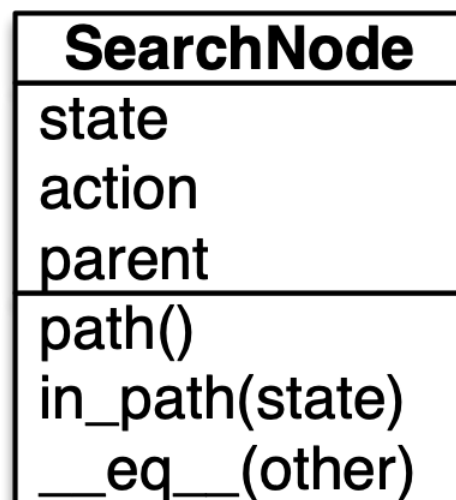 SearchNode
state
action
parent
path()
in_path(state)
__eq__(other)